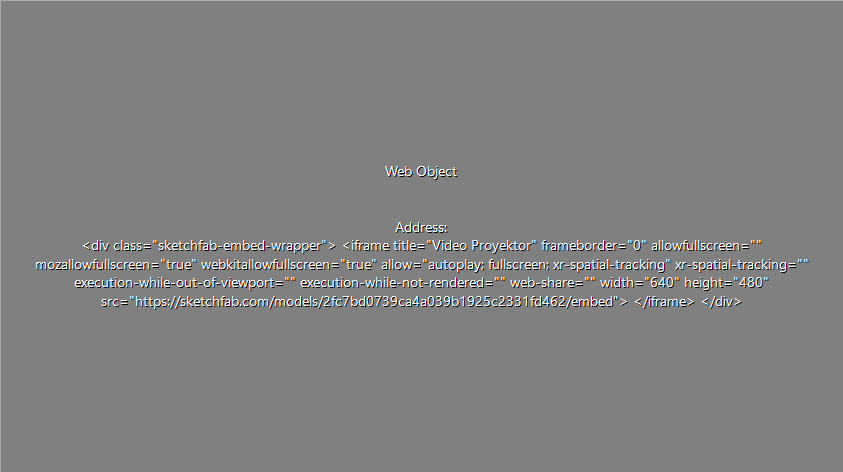 Web Object
Address:
<div class="sketchfab-embed-wrapper"> <iframe title="Video Proyektor" frameborder="0" allowfullscreen=""
mozallowfullscreen="true" webkitallowfullscreen="true" allow="autoplay; fullscreen; xr-spatial-tracking" xr-spatial-tracking=""
execution-while-out-of-viewport="" execution-while-not-rendered="" web-share="" width="640" height="480"
src="https://sketchfab.com/models/2fc7bd0739ca4a039b1925c2331fd462/embed"> </iframe> </div>